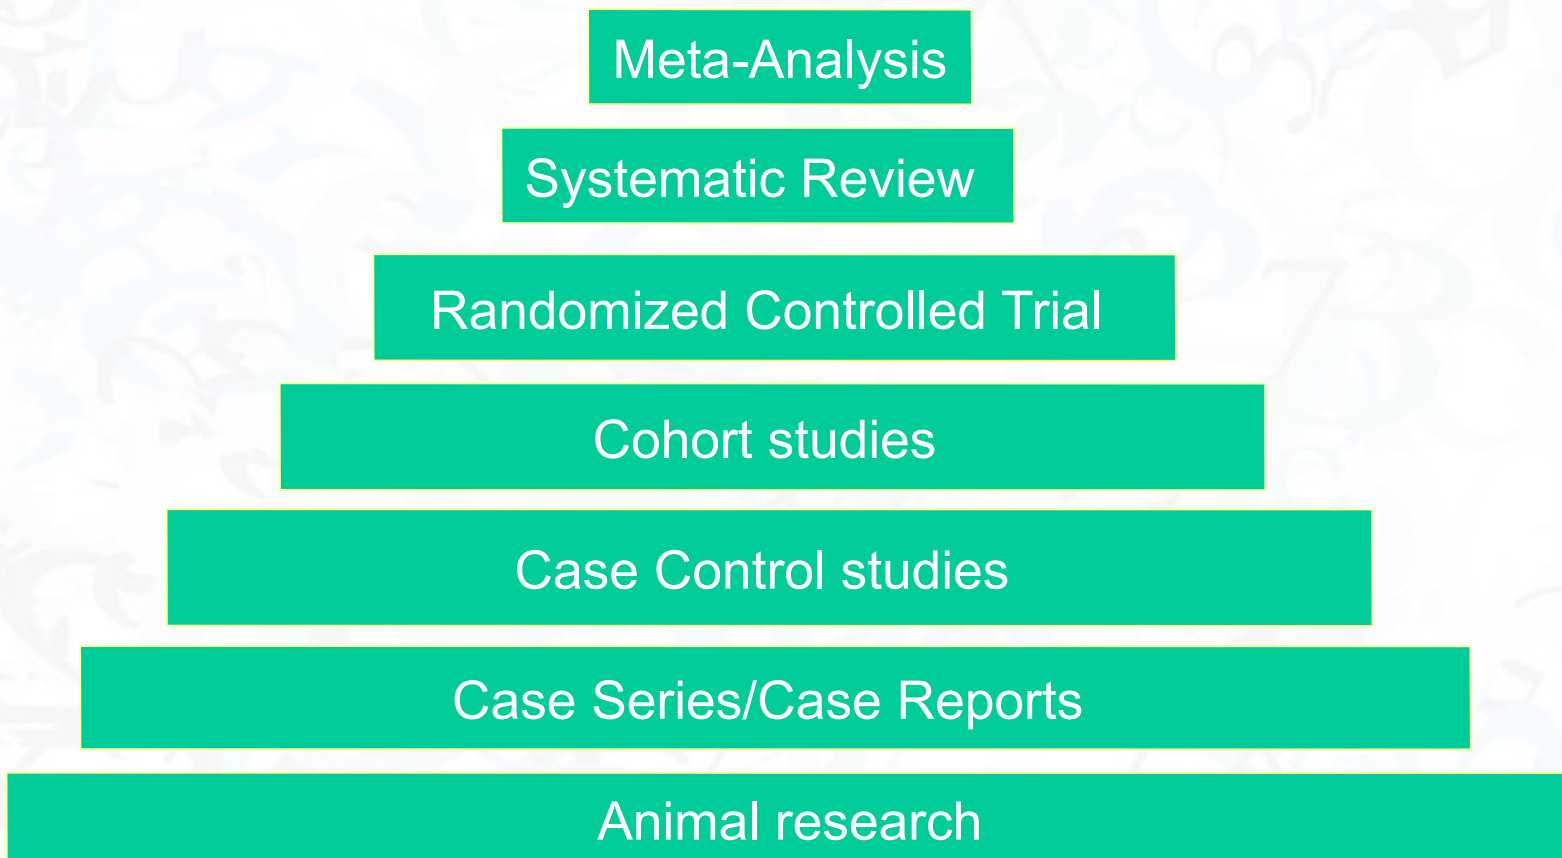 Meta-Analysis
Systematic Review
Randomized Controlled Trial
Cohort studies
Case Control studies
Case Series/Case Reports
Animal research